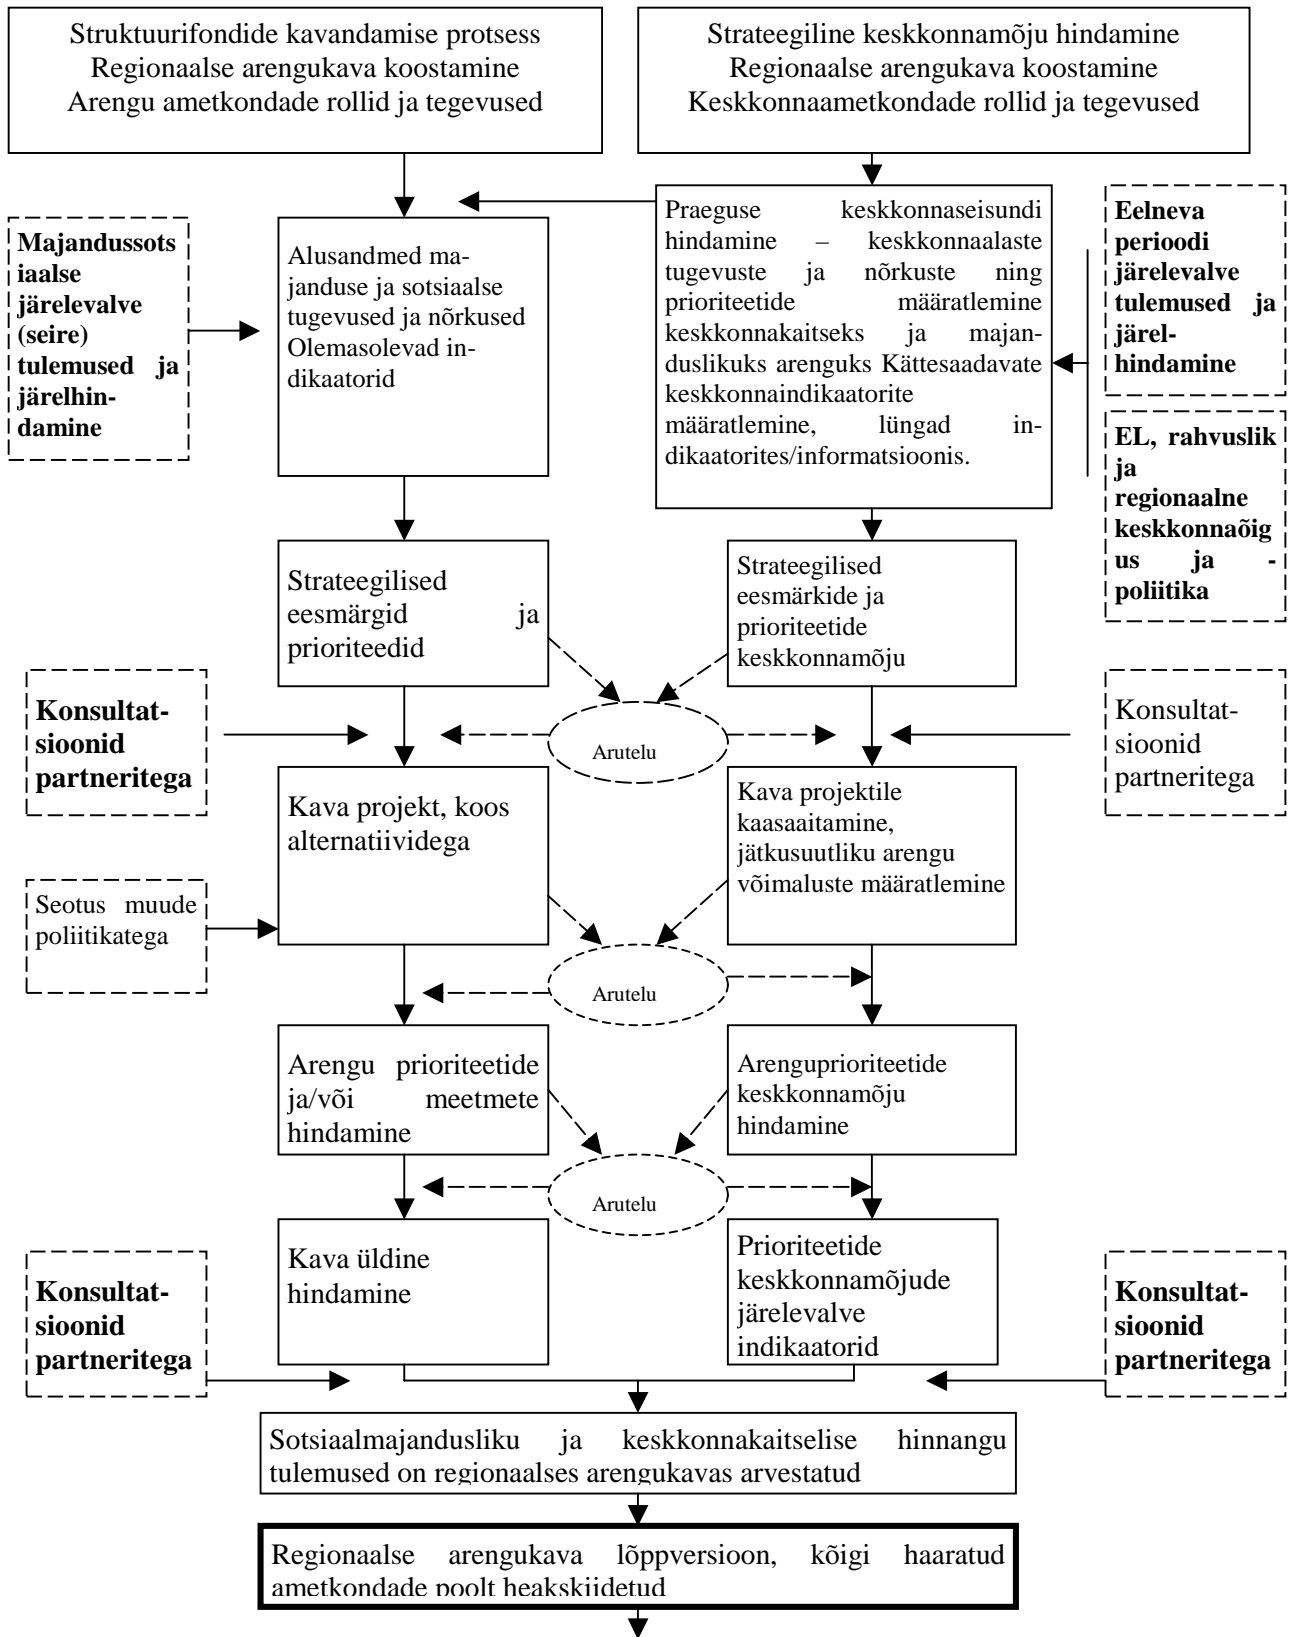 Struktuurifondide kavandamise protsess
Regionaalse arengukava koostamine
Arengu ametkondade rollid ja tegevused
Strateegiline keskkonnamõju hindamine
Regionaalse arengukava koostamine
Keskkonnaametkondade rollid ja tegevused
Majandussots
iaalse
järelevalve
(seire)
tulemused ja
järelhin-
damine
Alusandmed ma-
janduse ja sotsiaalse
tugevused ja nõrkused
Olemasolevad in-
dikaatorid
Praeguse keskkonnaseisundi
hindamine – keskkonnaalaste
tugevuste ja nõrkuste ning
prioriteetide määratlemine
keskkonnakaitseks ja majan-
duslikuks arenguks Kättesaadavate
keskkonnaindikaatorite
määratlemine, lüngad in-
dikaatorites/informatsioonis.
Eelneva
perioodi
järelevalve
tulemused ja
järel-
hindamine
EL, rahvuslik
ja
regionaalne
keskkonnaõig
us ja -
poliitika
Strateegilised
eesmärgid ja
prioriteedid
Strateegilised
eesmärkide ja
prioriteetide
keskkonnamõju
Konsultat-
sioonid
partneritega
Arutelu
Konsultat-
sioonid
partneritega
Kava projekt, koos
alternatiividega
Kava projektile
kaasaaitamine,
jätkusuutliku arengu
võimaluste määratlemine
Seotus muude
poliitikatega
Arutelu
Arengu prioriteetide
ja/või meetmete
hindamine
Arenguprioriteetide
keskkonnamõju
hindamine
Arutelu
Kava üldine
hindamine
Prioriteetide
keskkonnamõjude
järelevalve
indikaatorid
Konsultat-
sioonid
partneritega
Konsultat-
sioonid
partneritega
Sotsiaalmajandusliku ja keskkonnakaitselise hinnangu
tulemused on regionaalses arengukavas arvestatud
Regionaalse arengukava lõppversioon, kõigi haaratud
ametkondade poolt heakskiidetud